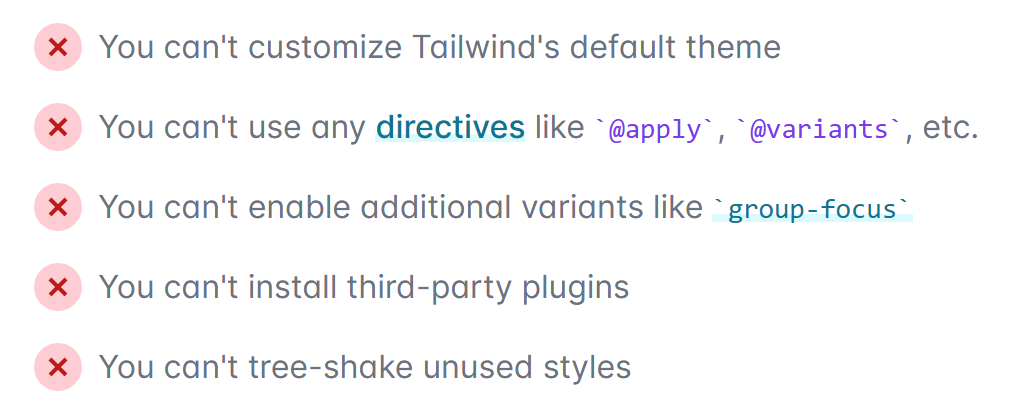 You can't customize Tailwind's default theme
You can't use any directives like `@apply`, `@variants`, etc.
You can't enable additional variants like `group-focus`
You can't install third-party plugins
You can't tree-shake unused styles